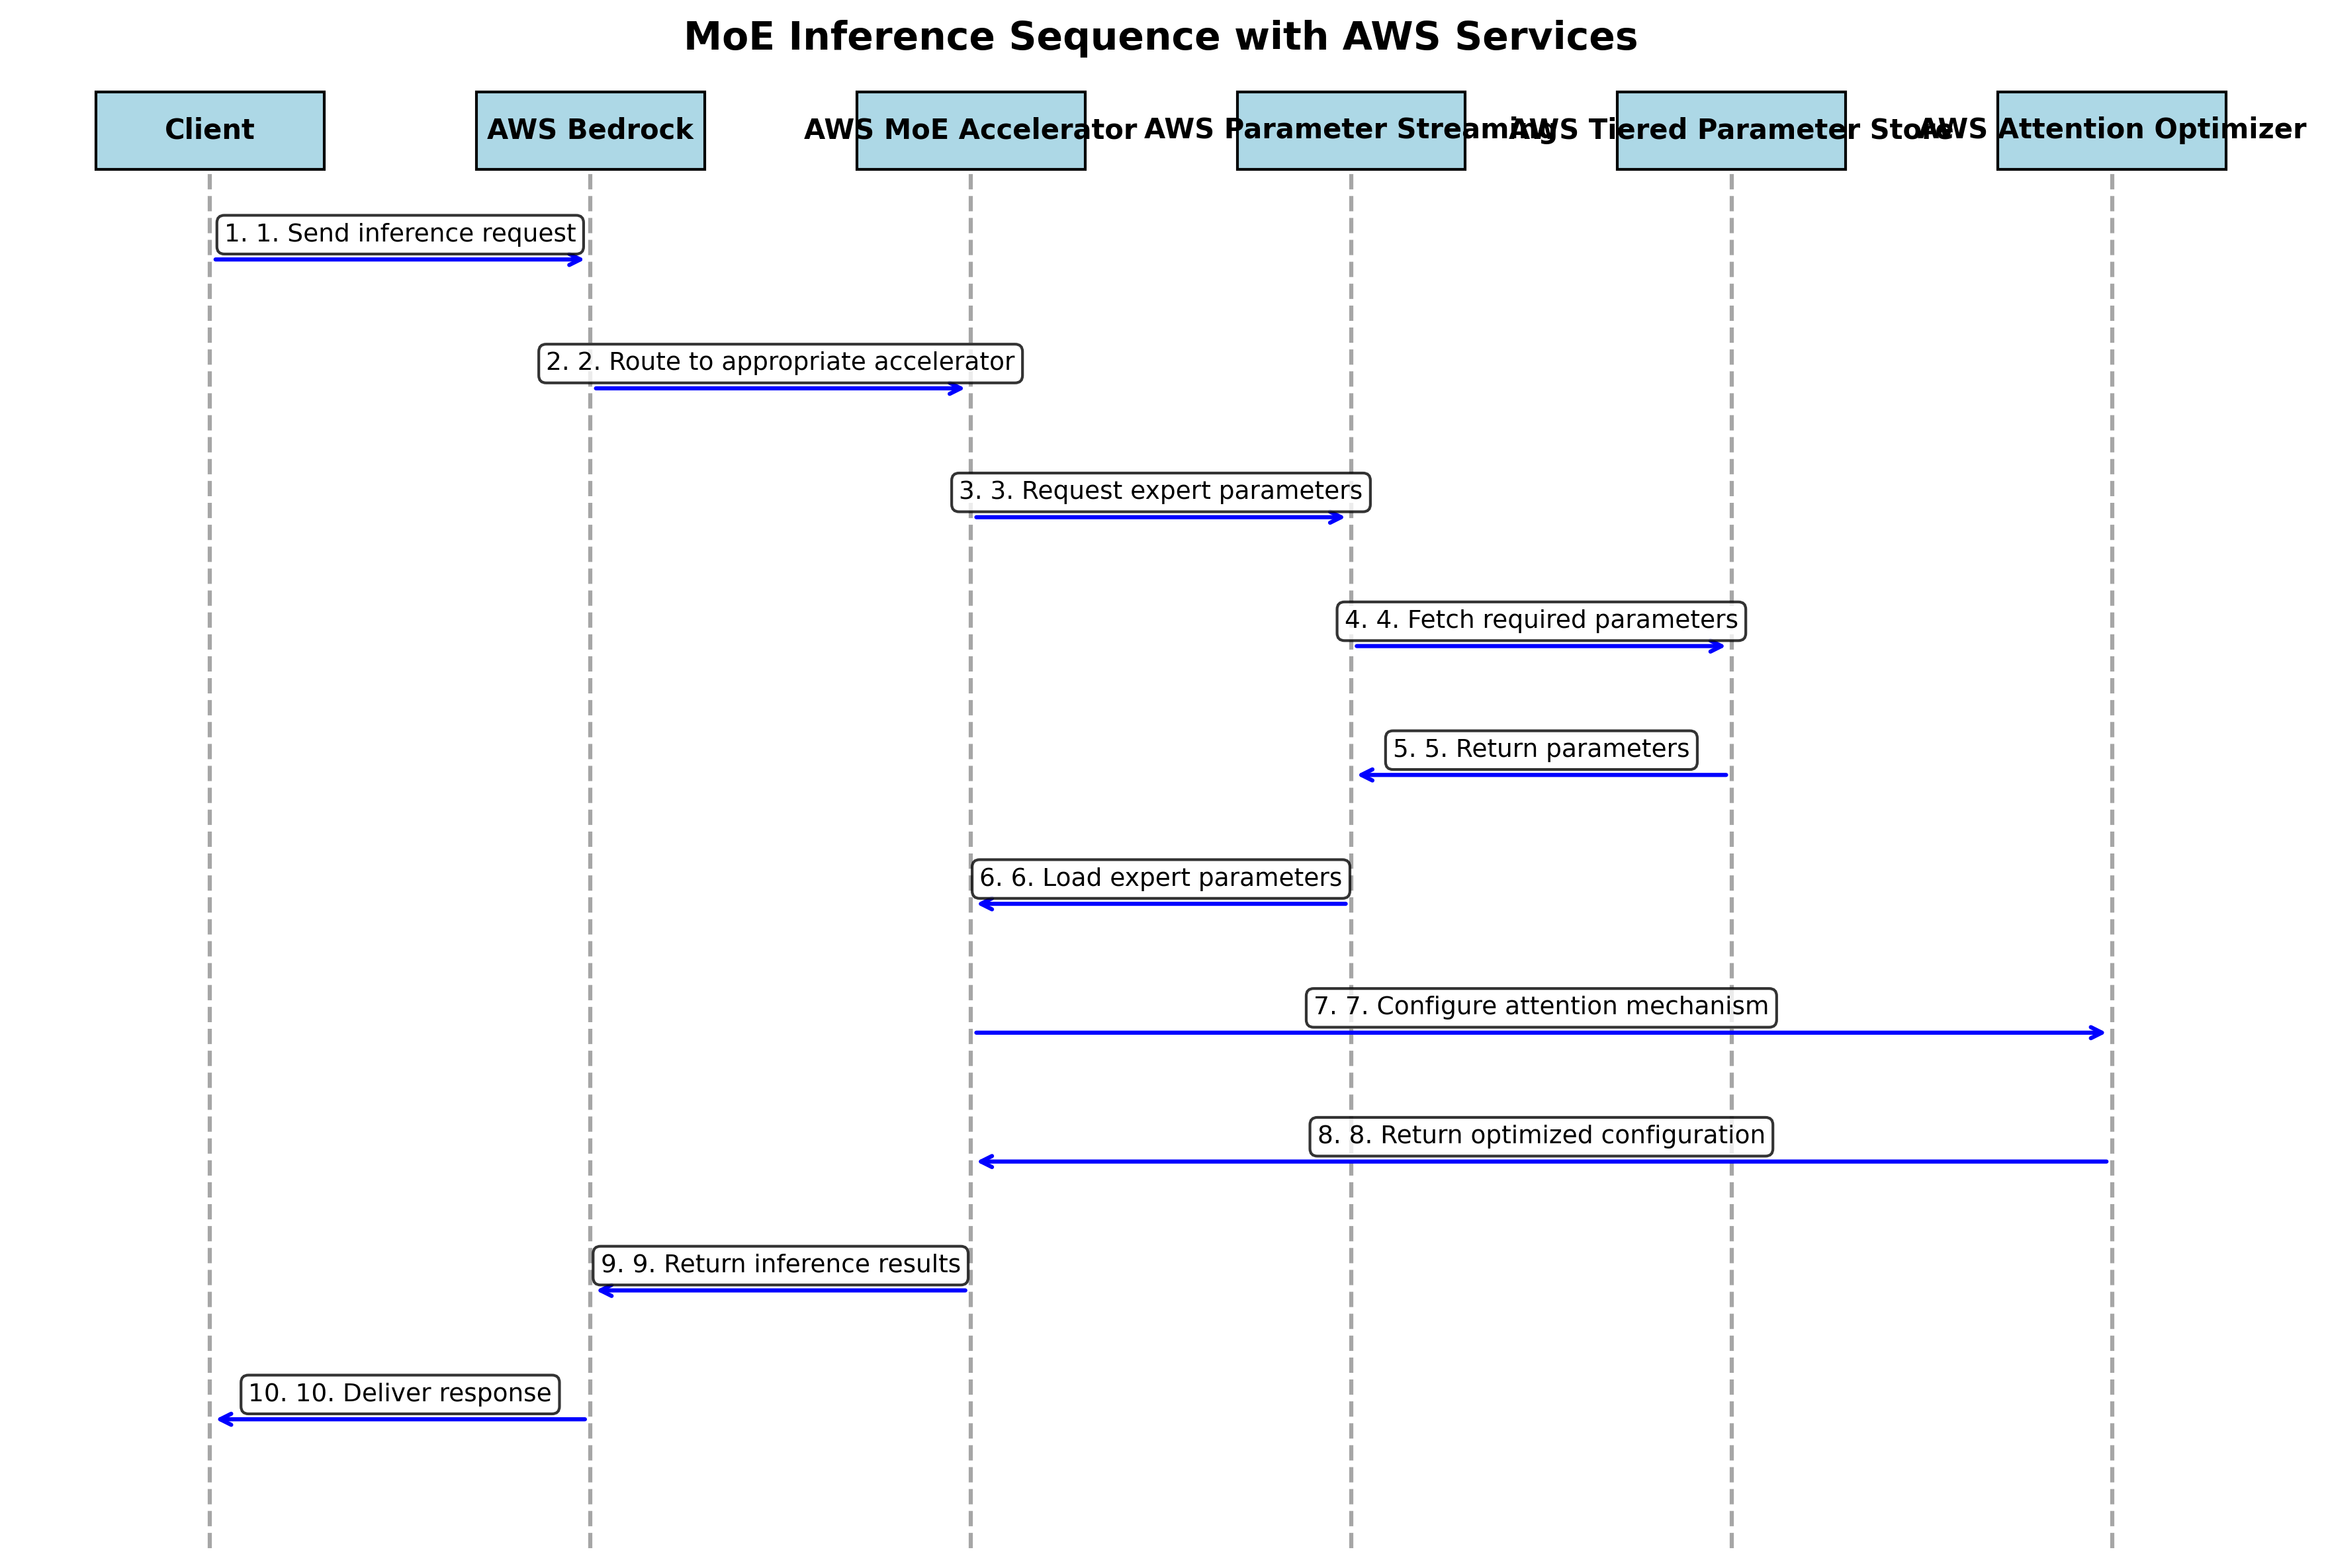 MoE Inference Sequence with AWS Services
Client
AWS Bedrock
AWS MoE Accelerator
AWS Parameter Streaming
AWS Tiered Parameter Store
AWS Attention Optimizer
1. 1. Send inference request
2. 2. Route to appropriate accelerator
3. 3. Request expert parameters
4. 4. Fetch required parameters
5. 5. Return parameters
6. 6. Load expert parameters
7. 7. Configure attention mechanism
8. 8. Return optimized configuration
9. 9. Return inference results
10. 10. Deliver response